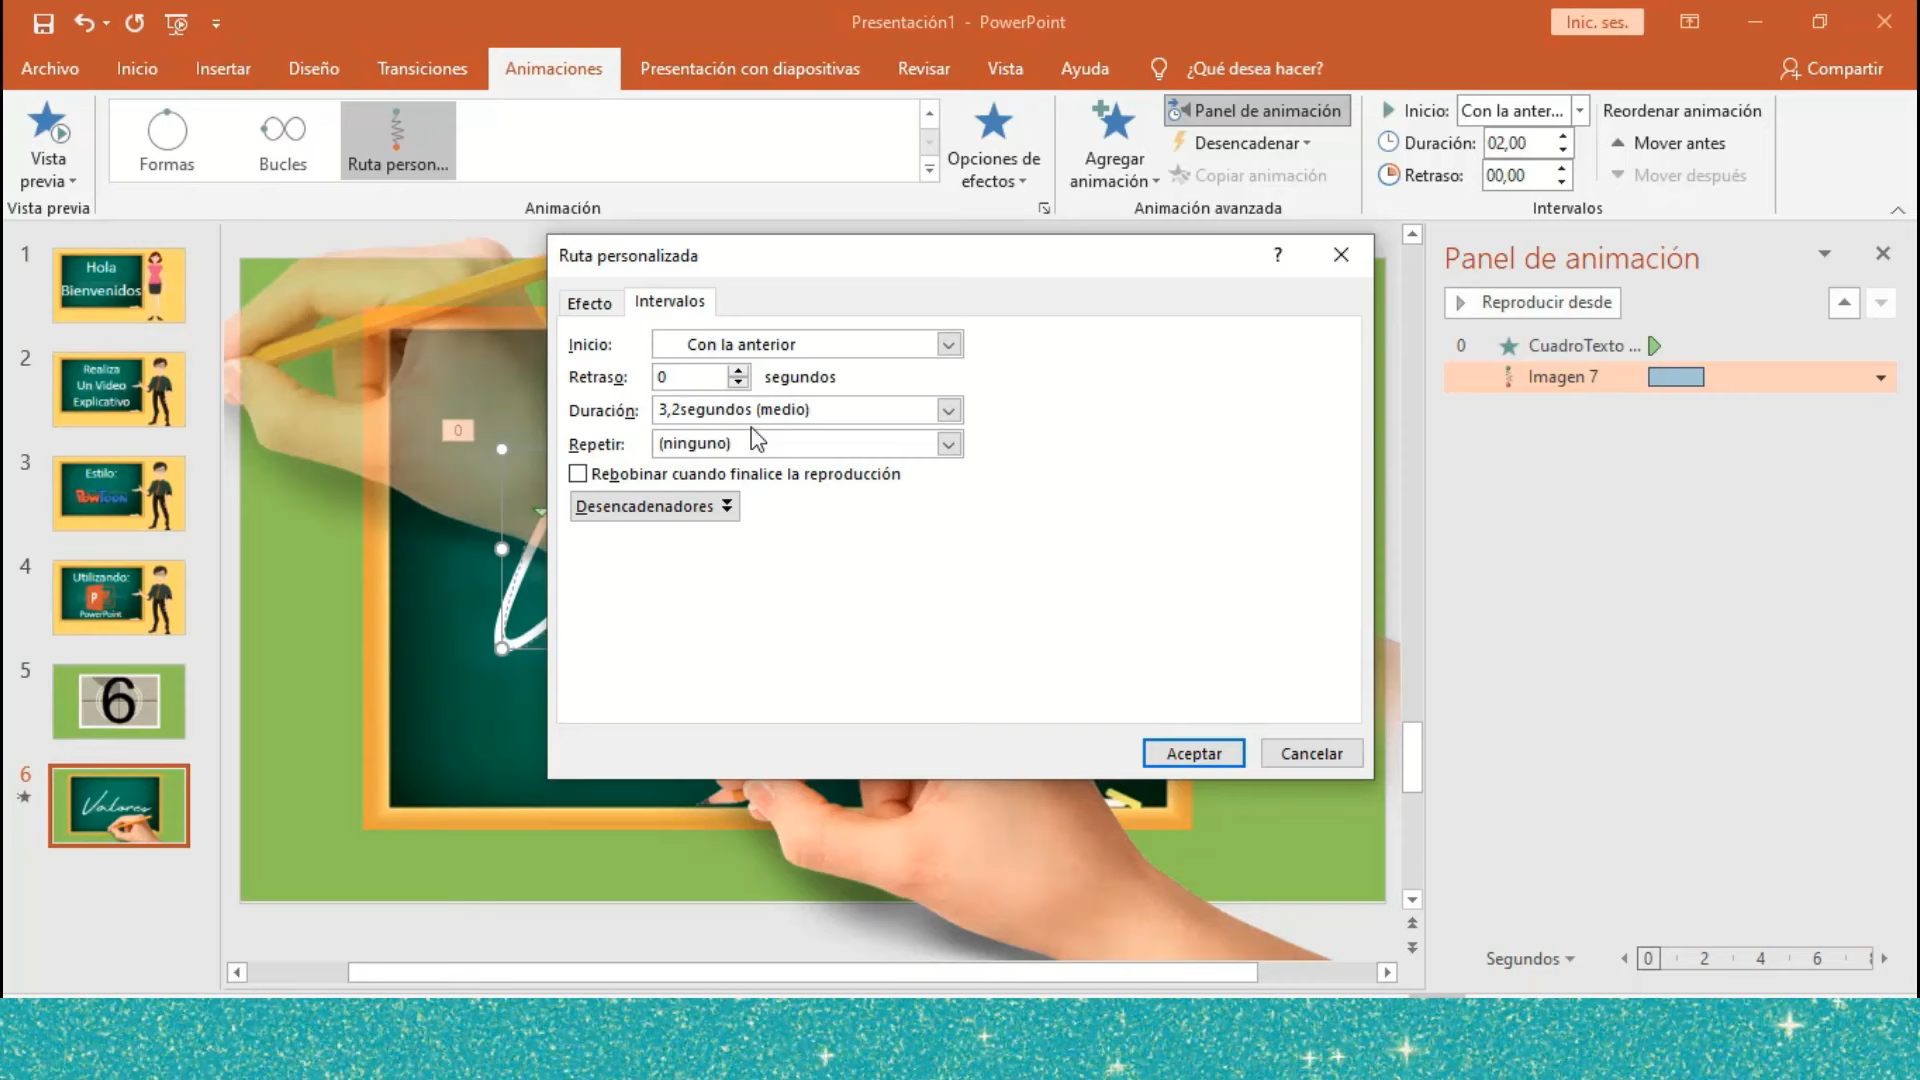 Presentación1 - PowerPoint
Inic. ses.
Archivo
Inicio
Insertar
Diseño
Transiciones
Animaciones
Presentación con diapositivas
Revisar
Vista
Ayuda
¿Qué desea hacer?
Compartir
Vista previa
Formas
Bucles
Ruta person...
Opciones de efectos
Agregar animación
Panel de animación
Desencadenar
Copiar animación
Inicio: Con la anter...
Duración: 02,00
Retraso: 00,00
Reordenar animación
Mover antes
Mover después
Vista previa
Animación
Animación avanzada
Intervalos
1
Hola
Bienvenidos
2
Realiza
Un Video
Explicativo
3
Estilo:
PowToon
4
Utilizando:
P
PowerPoint
5
6
6
Valores
0
Ruta personalizada
?
Efecto
Intervalos
Inicio: Con la anterior
Retraso: 0 segundos
Duración: 3,2segundos (medio)
Repetir: (ninguno)
Rebobinar cuando finalice la reproducción
Desencadenadores
Aceptar
Cancelar
Panel de animación
Reproducir desde
0 CuadroTexto ...
Imagen 7
Segundos
0 2 4 6